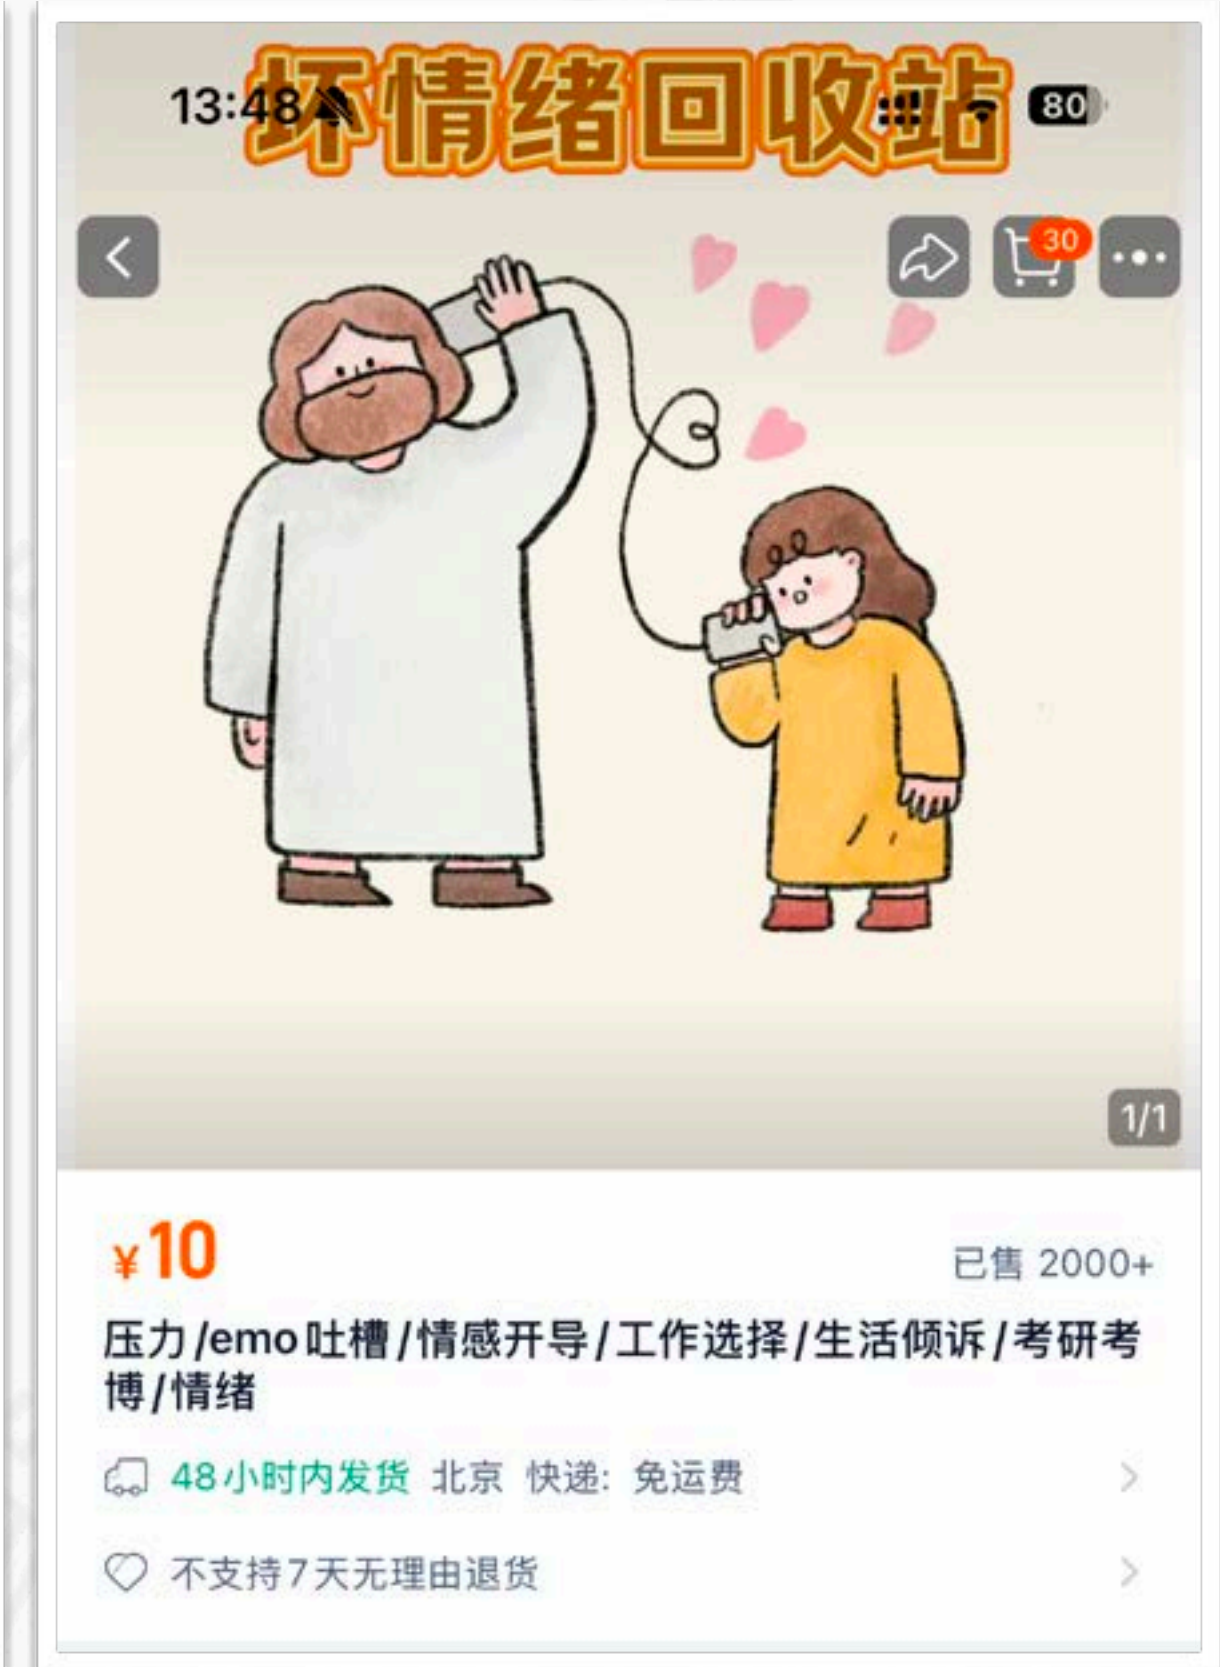 坏情绪回收站
13:48
80
30
1/1
¥10
已售 2000+
压力/emo吐槽/情感开导/工作选择/生活倾诉/考研考
博/情绪
48小时内发货 北京 快递: 免运费
不支持7天无理由退货